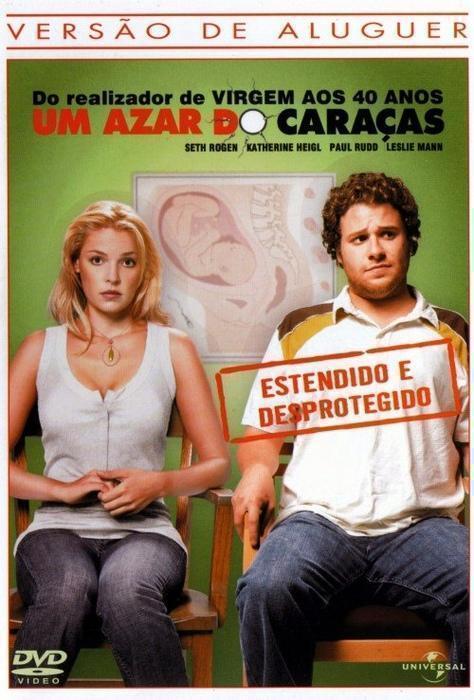 VERSÃO DE ALUGUER
Do realizador de VIRGEM AOS 40 ANOS
UM AZAR DO CARAÇAS
SETH ROGEN KATHERINE HEIGL PAUL RUDD LESLIE MANN
ESTENDIDO E
DESPROTEGIDO
DVD
VIDEO
UNIVERSAL